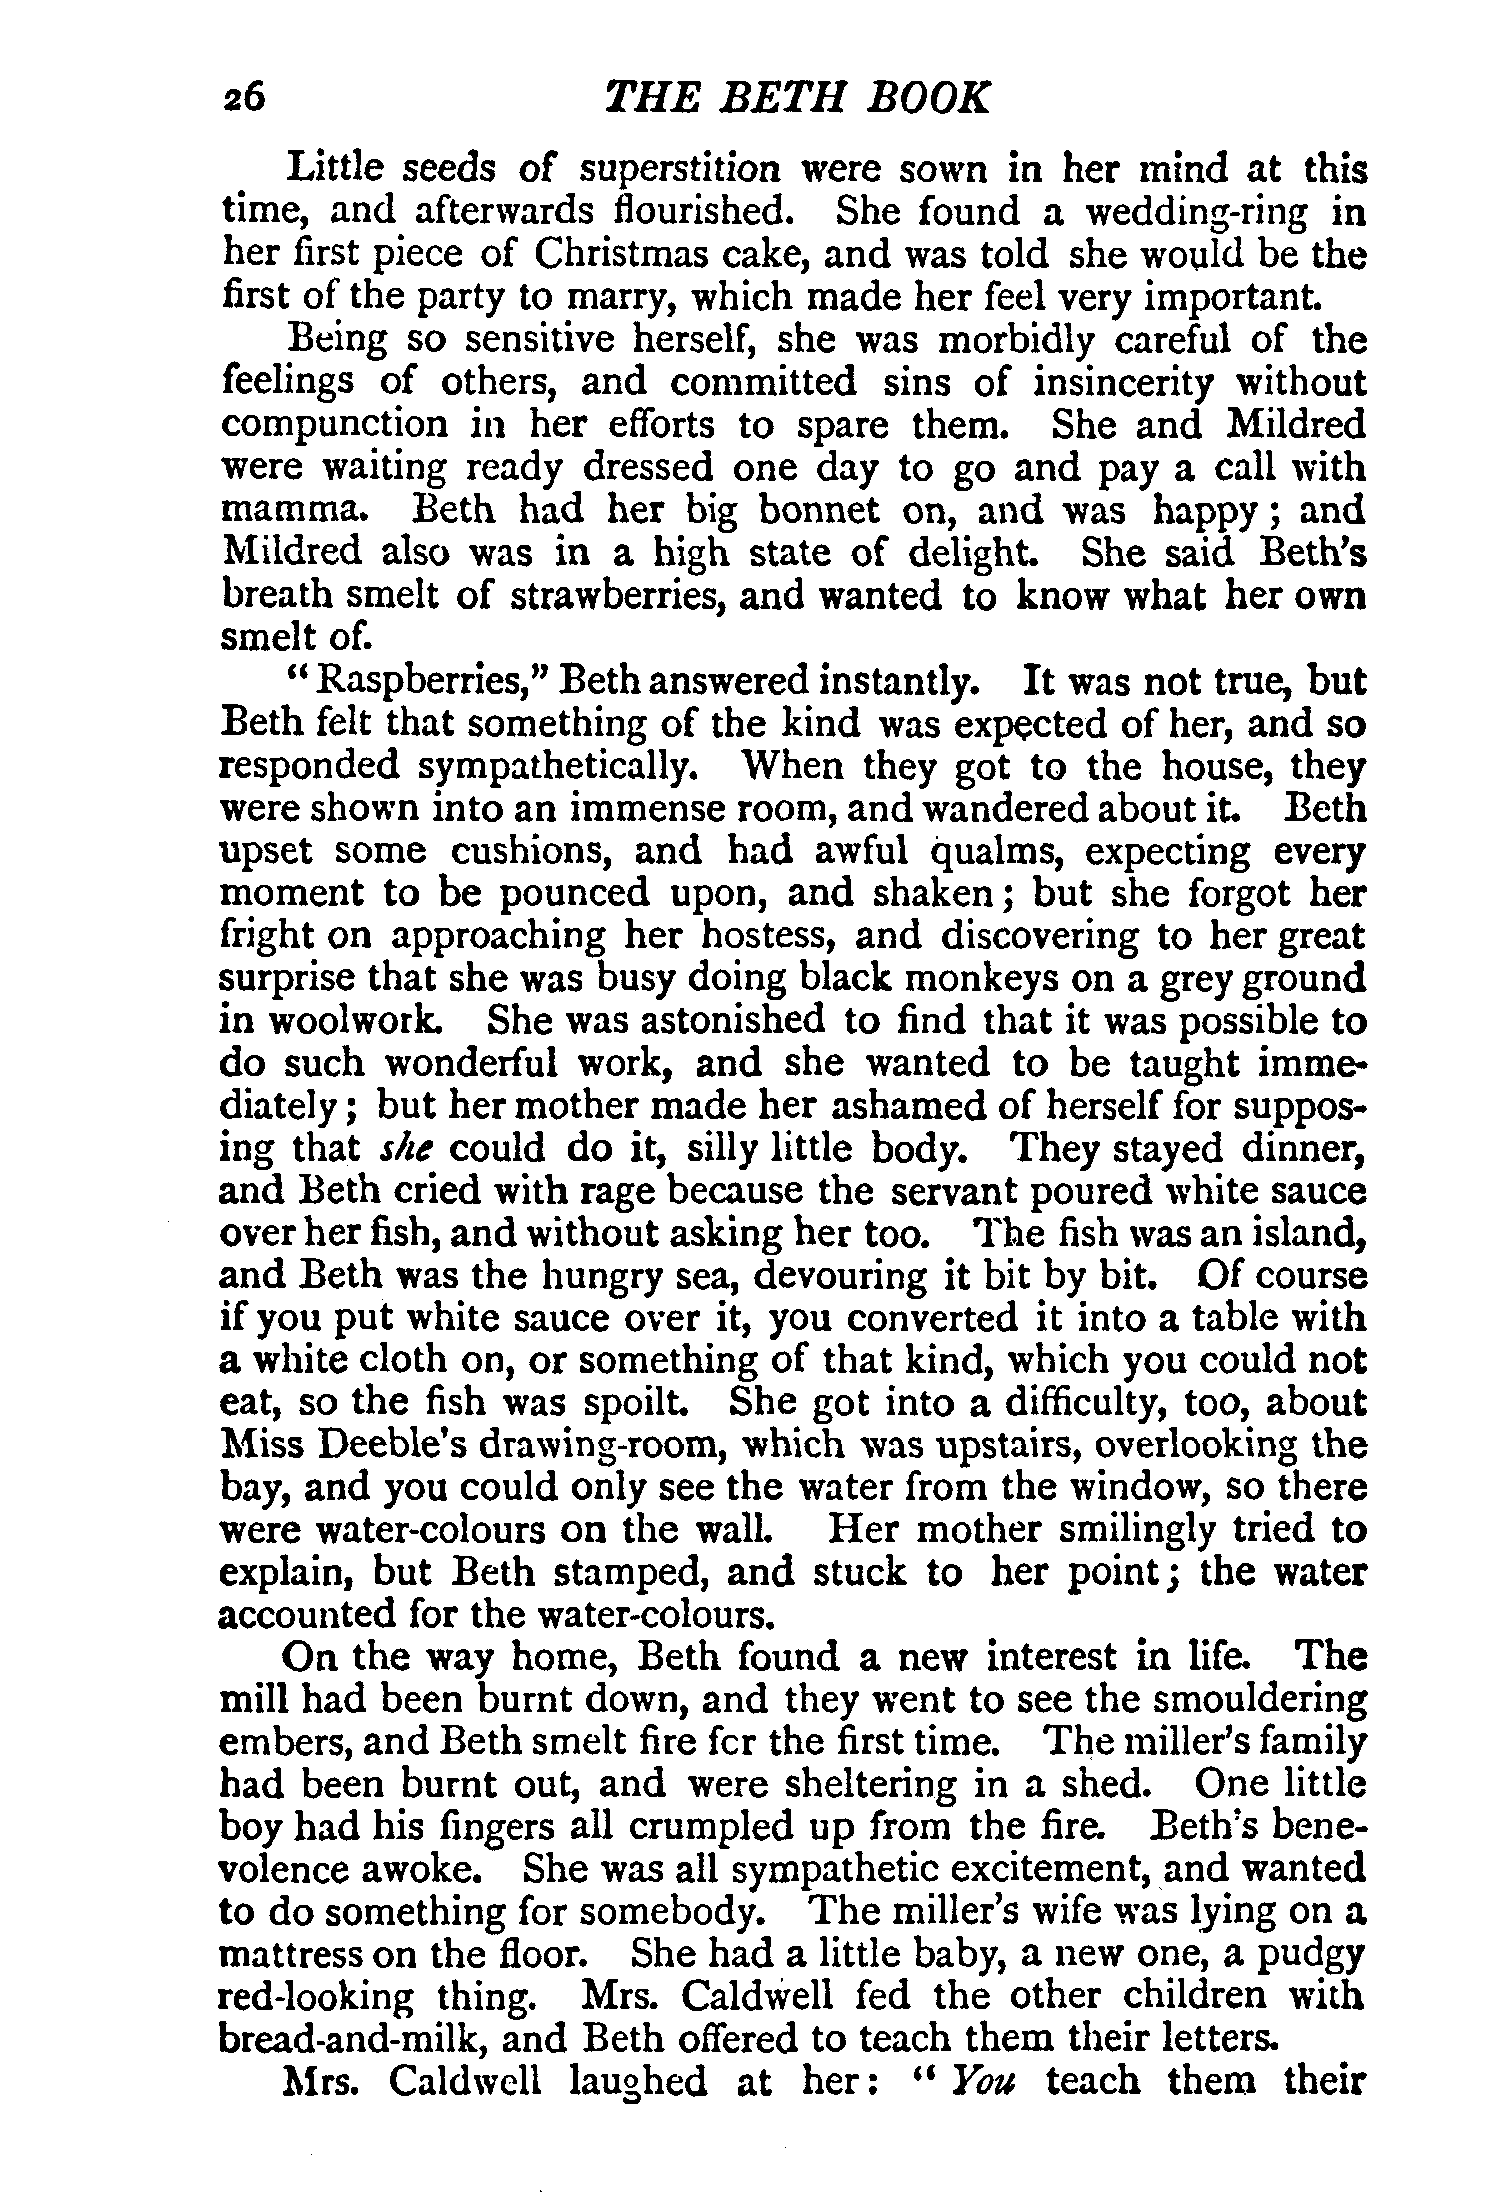 26 THE BETH BOOK
Little seeds of superstition were sown in her mind at this
time, and afterwards flourished. She found a wedding-ring in
her first piece of Christmas cake, and was told she would be the
first of the party to marry, which made her feel very important.
Being so sensitive herself, she was morbidly careful of the
feelings of others, and committed sins of insincerity without
compunction in her efforts to spare them. She and Mildred
were waiting ready dressed one day to go and pay a call with
mamma. Beth had her big bonnet on, and was happy; and
Mildred also was in a high state of delight. She said Beth's
breath smelt of strawberries, and wanted to know what her own
smelt of.
"Raspberries," Beth answered instantly. It was not true, but
Beth felt that something of the kind was expected of her, and so
responded sympathetically. When they got to the house, they
were shown into an immense room, and wandered about it. Beth
upset some cushions, and had awful qualms, expecting every
moment to be pounced upon, and shaken; but she forgot her
fright on approaching her hostess, and discovering to her great
surprise that she was busy doing black monkeys on a grey ground
in woolwork. She was astonished to find that it was possible to
do such wonderful work, and she wanted to be taught imme-
diately; but her mother made her ashamed of herself for suppos-
ing that she could do it, silly little body. They stayed dinner,
and Beth cried with rage because the servant poured white sauce
over her fish, and without asking her too. The fish was an island,
and Beth was the hungry sea, devouring it bit by bit. Of course
if you put white sauce over it, you converted it into a table with
a white cloth on, or something of that kind, which you could not
eat, so the fish was spoilt. She got into a difficulty, too, about
Miss Deeble's drawing-room, which was upstairs, overlooking the
bay, and you could only see the water from the window, so there
were water-colours on the wall. Her mother smilingly tried to
explain, but Beth stamped, and stuck to her point; the water
accounted for the water-colours.
On the way home, Beth found a new interest in life. The
mill had been burnt down, and they went to see the smouldering
embers, and Beth smelt fire for the first time. The miller's family
had been burnt out, and were sheltering in a shed. One little
boy had his fingers all crumpled up from the fire. Beth's bene-
volence awoke. She was all sympathetic excitement, and wanted
to do something for somebody. The miller's wife was lying on a
mattress on the floor. She had a little baby, a new one, a pudgy
red-looking thing. Mrs. Caldwell fed the other children with
bread-and-milk, and Beth offered to teach them their letters.
Mrs. Caldwell laughed at her: "You teach them their